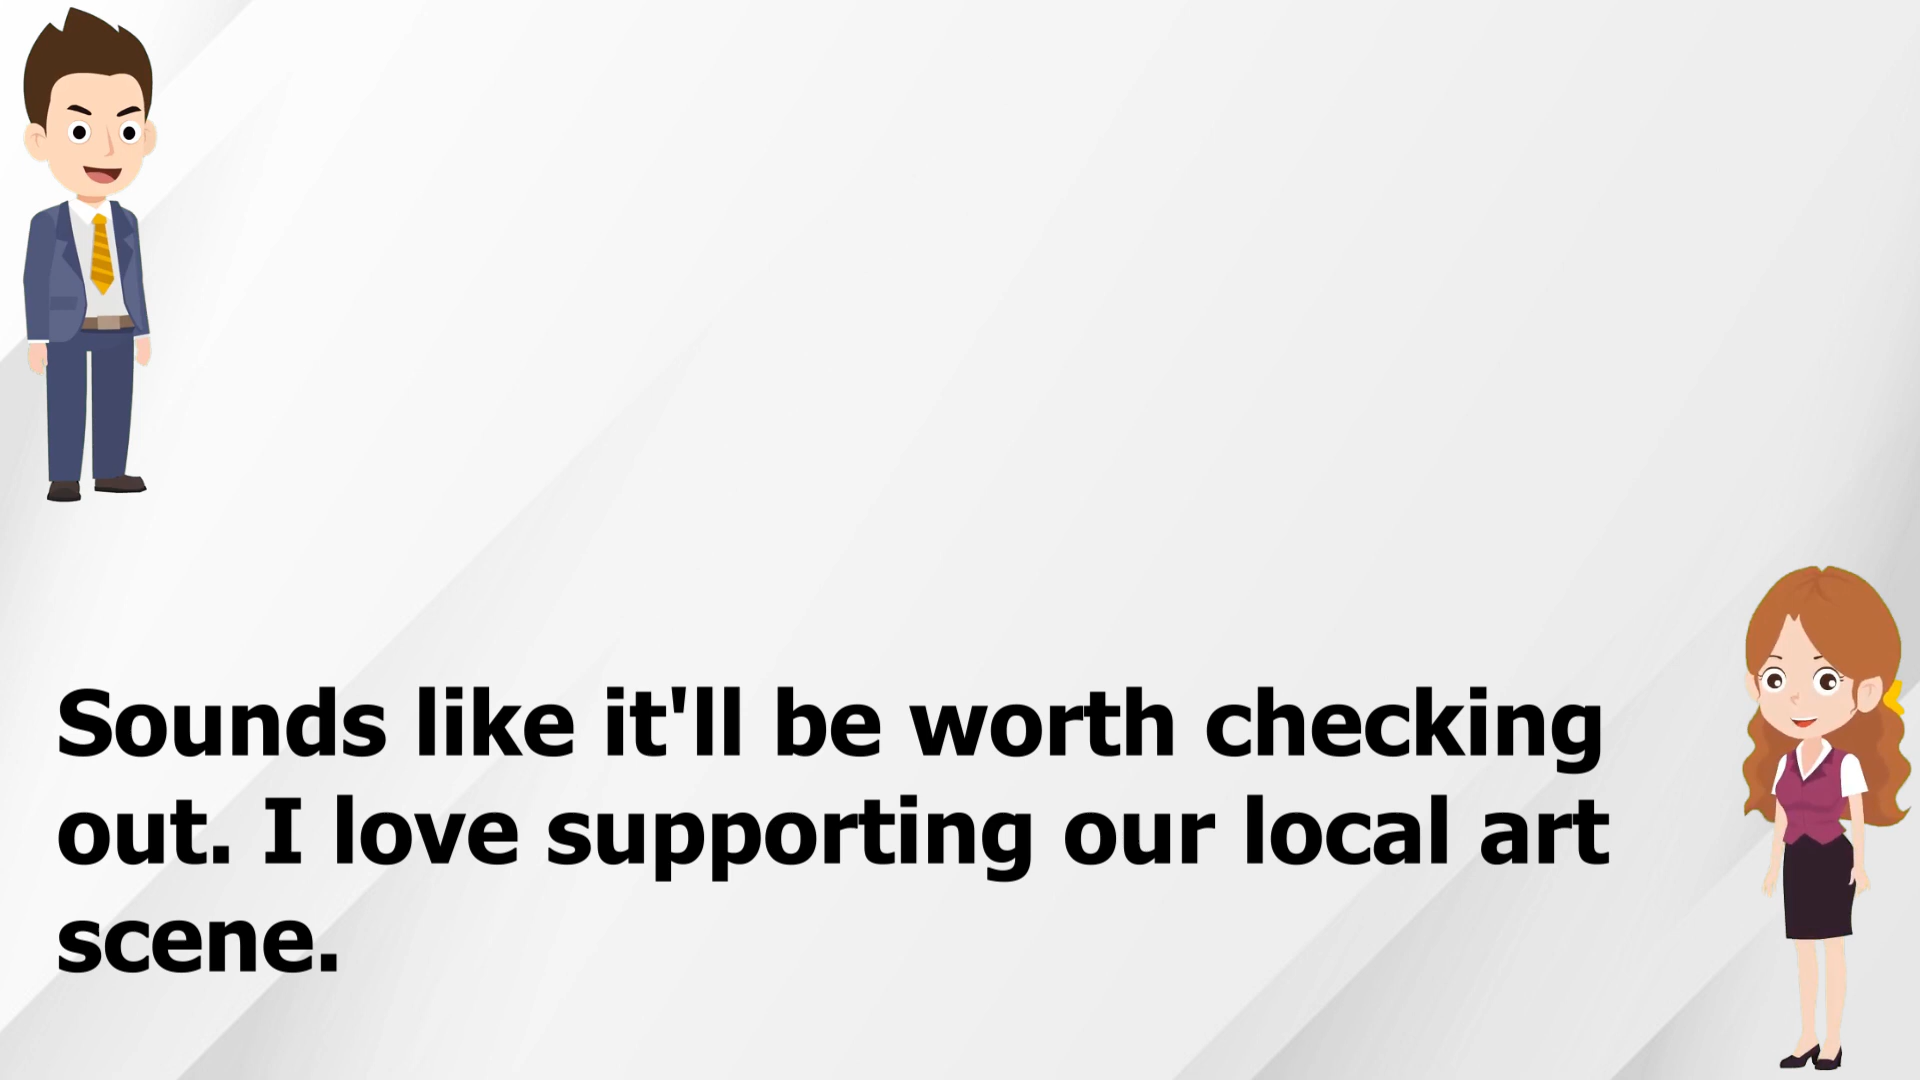 Sounds like it'll be worth checking
out. I love supporting our local art
scene.